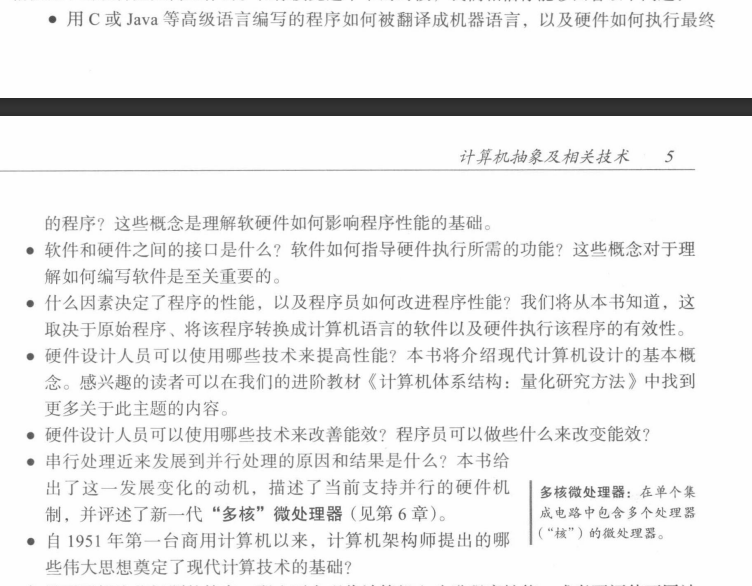 ● 用 C 或 Java 等高级语言编写的程序如何被翻译成机器语言，以及硬件如何执行最终
计算机抽象及相关技术 5
的程序？这些概念是理解软硬件如何影响程序性能的基础。
● 软件和硬件之间的接口是什么？软件如何指导硬件执行所需的功能？这些概念对于理
解如何编写软件是至关重要的。
● 什么因素决定了程序的性能，以及程序员如何改进程序性能？我们将从本书知道，这
取决于原始程序、将该程序转换成计算机语言的软件以及硬件执行该程序的有效性。
● 硬件设计人员可以使用哪些技术来提高性能？本书将介绍现代计算机设计的基本概
念。感兴趣的读者可以在我们的进阶教材《计算机体系结构：量化研究方法》中找到
更多关于此主题的内容。
● 硬件设计人员可以使用哪些技术来改善能效？程序员可以做些什么来改变能效？
● 串行处理近来发展到并行处理的原因和结果是什么？本书给
出了这一发展变化的动机，描述了当前支持并行的硬件机
制，并评述了新一代“多核”微处理器（见第 6 章）。
多核微处理器：在单个集
成电路中包含多个处理器
（“核”）的微处理器。
● 自 1951 年第一台商用计算机以来，计算机架构师提出的哪
些伟大思想奠定了现代计算技术的基础？